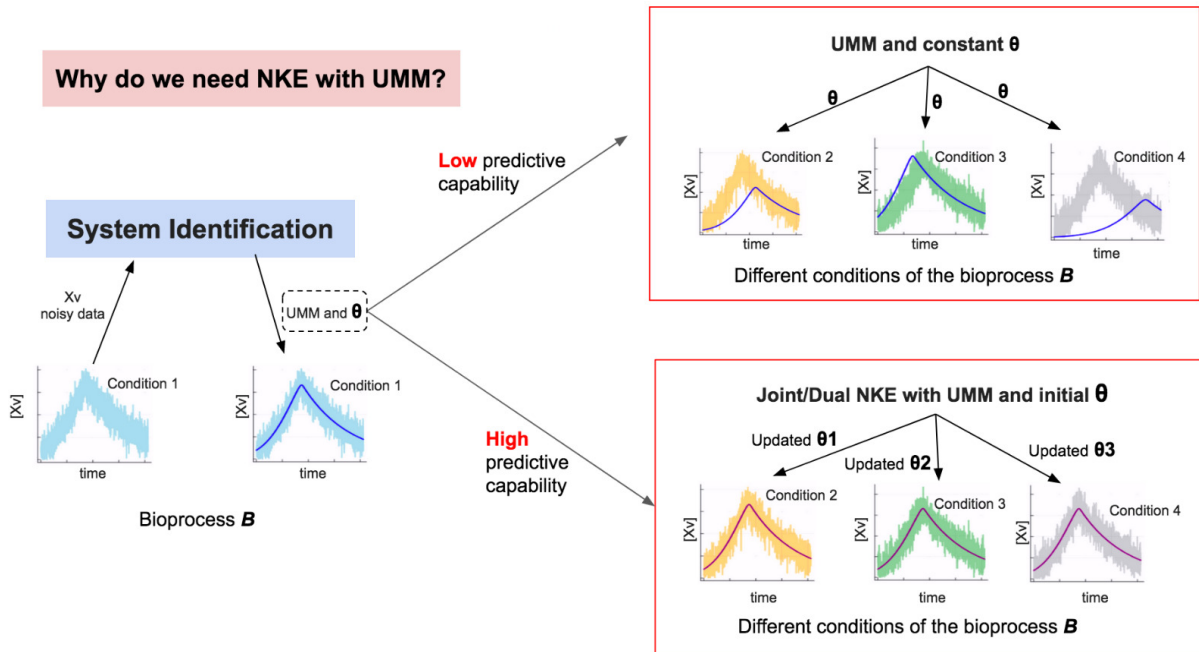 Why do we need NKE with UMM?
System Identification
Xv
noisy data
UMM and θ
[Xv]
Condition 1
time
[Xv]
Condition 1
time
Bioprocess B
Low predictive
capability
High
predictive
capability
UMM and constant θ
θ
θ
θ
[Xv]
Condition 2
time
[Xv]
Condition 3
time
[Xv]
Condition 4
time
Different conditions of the bioprocess B
Joint/Dual NKE with UMM and initial θ
Updated θ1
Updated θ2
Updated θ3
[Xv]
Condition 2
time
[Xv]
Condition 3
time
[Xv]
Condition 4
time
Different conditions of the bioprocess B